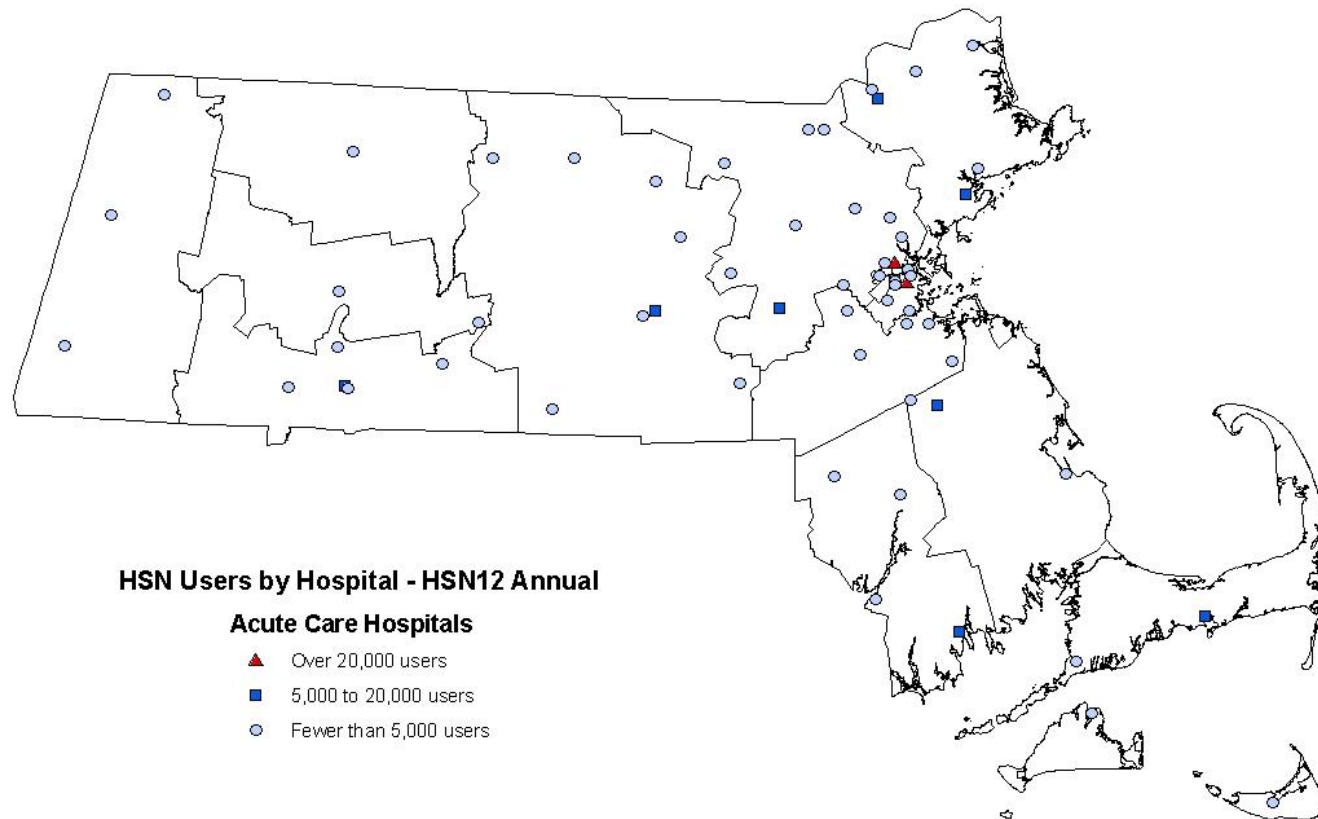 HSN Users by Hospital - HSN12 Annual
Acute Care Hospitals
Over 20,000 users
5,000 to 20,000 users
Fewer than 5,000 users